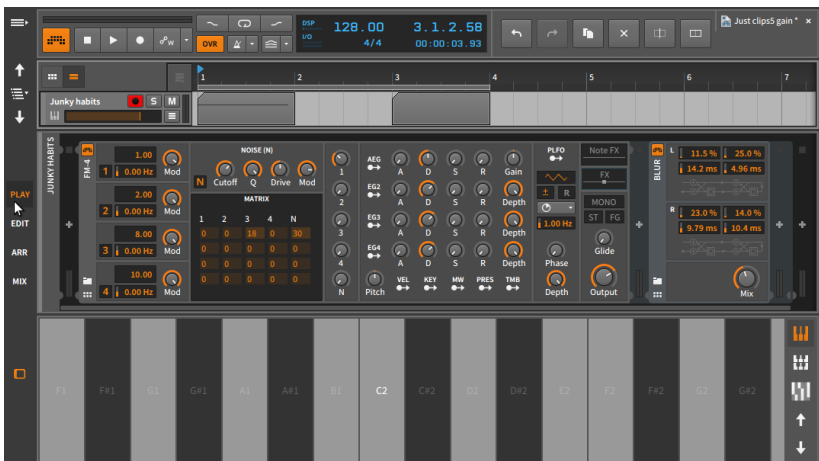 DSP
I/O
128.00
4/4
3.1.2.58
00:00:03.93
Just clips5 gain *
OVR
W
1 2 3 4 5 6 7
Junky habits
S M
PLAY
EDIT
ARR
MIX
JUNKY HABITS
FM-4
1.00
1 0.00 Hz Mod
2.00
2 0.00 Hz Mod
8.00
3 0.00 Hz Mod
10.00
4 0.00 Hz Mod
NOISE (N)
N Cutoff Q Drive Mod
MATRIX
1 2 3 4 N
0 0 18 0 30
0 0 0 0 0
0 0 0 0 0
0 0 0 0 0
1
2
3
4
N
AEG
A D S R Gain
EG2
Depth
EG3
Depth
EG4
A D S R Depth
Pitch VEL KEY MW PRES TMB
PLFO
± R
1.00 Hz
Phase
Depth
Note FX
FX
MONO
ST FG
Glide
Output
BLUR
L 11.5 % 25.0 %
14.2 ms 4.96 ms
R 23.0 % 14.0 %
9.79 ms 10.4 ms
Mix
F1 F#1 G1 G#1 A1 A#1 B1 C2 C#2 D2 D#2 E2 F2 F#2 G2 G#2